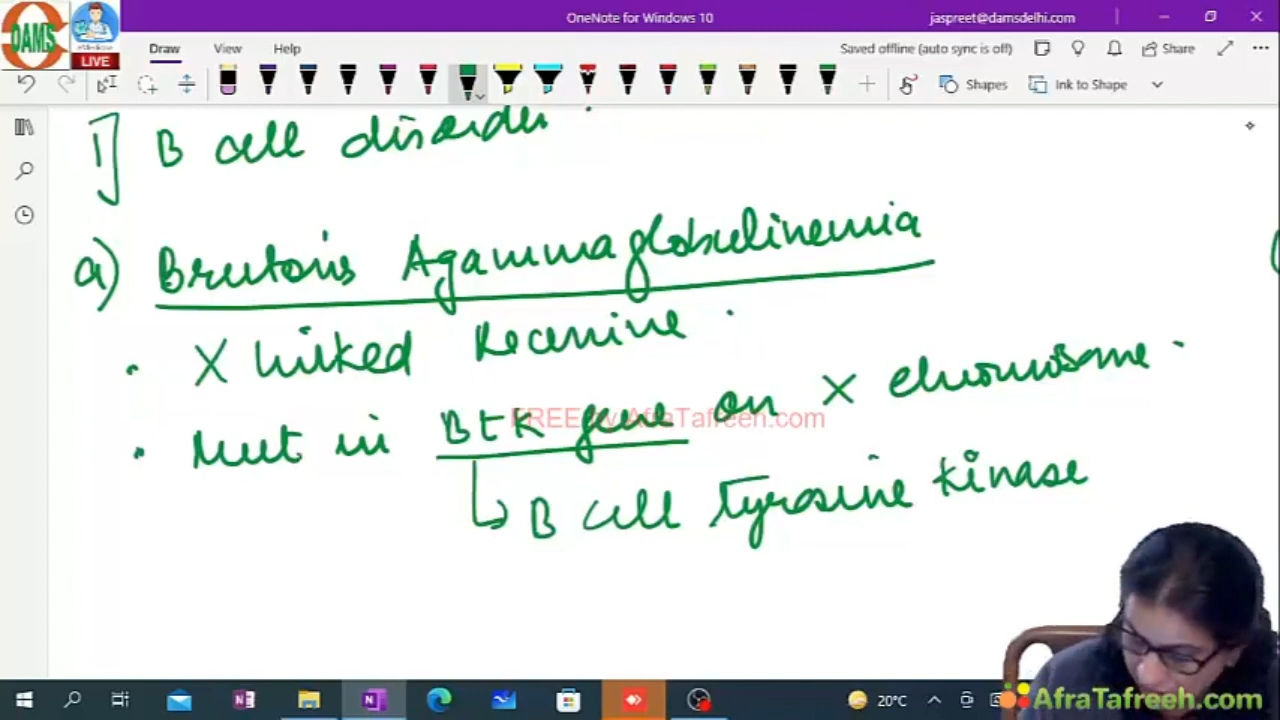 DAMS
eMedicoz
LIVE
OneNote for Windows 10
jaspreet@damsdelhi.com
Draw View Help
Saved offline (auto sync is off)
Share
Shapes
Ink to Shape
1] B cell disorder
a) Bruton's Agammaglobulinemia
• X linked Recessive
• Mut in BtK gene on X chromosome
FREE by AfraTafreeh.com
↳ B cell Tyrosine kinase
20°C
AfraTafreeh.com